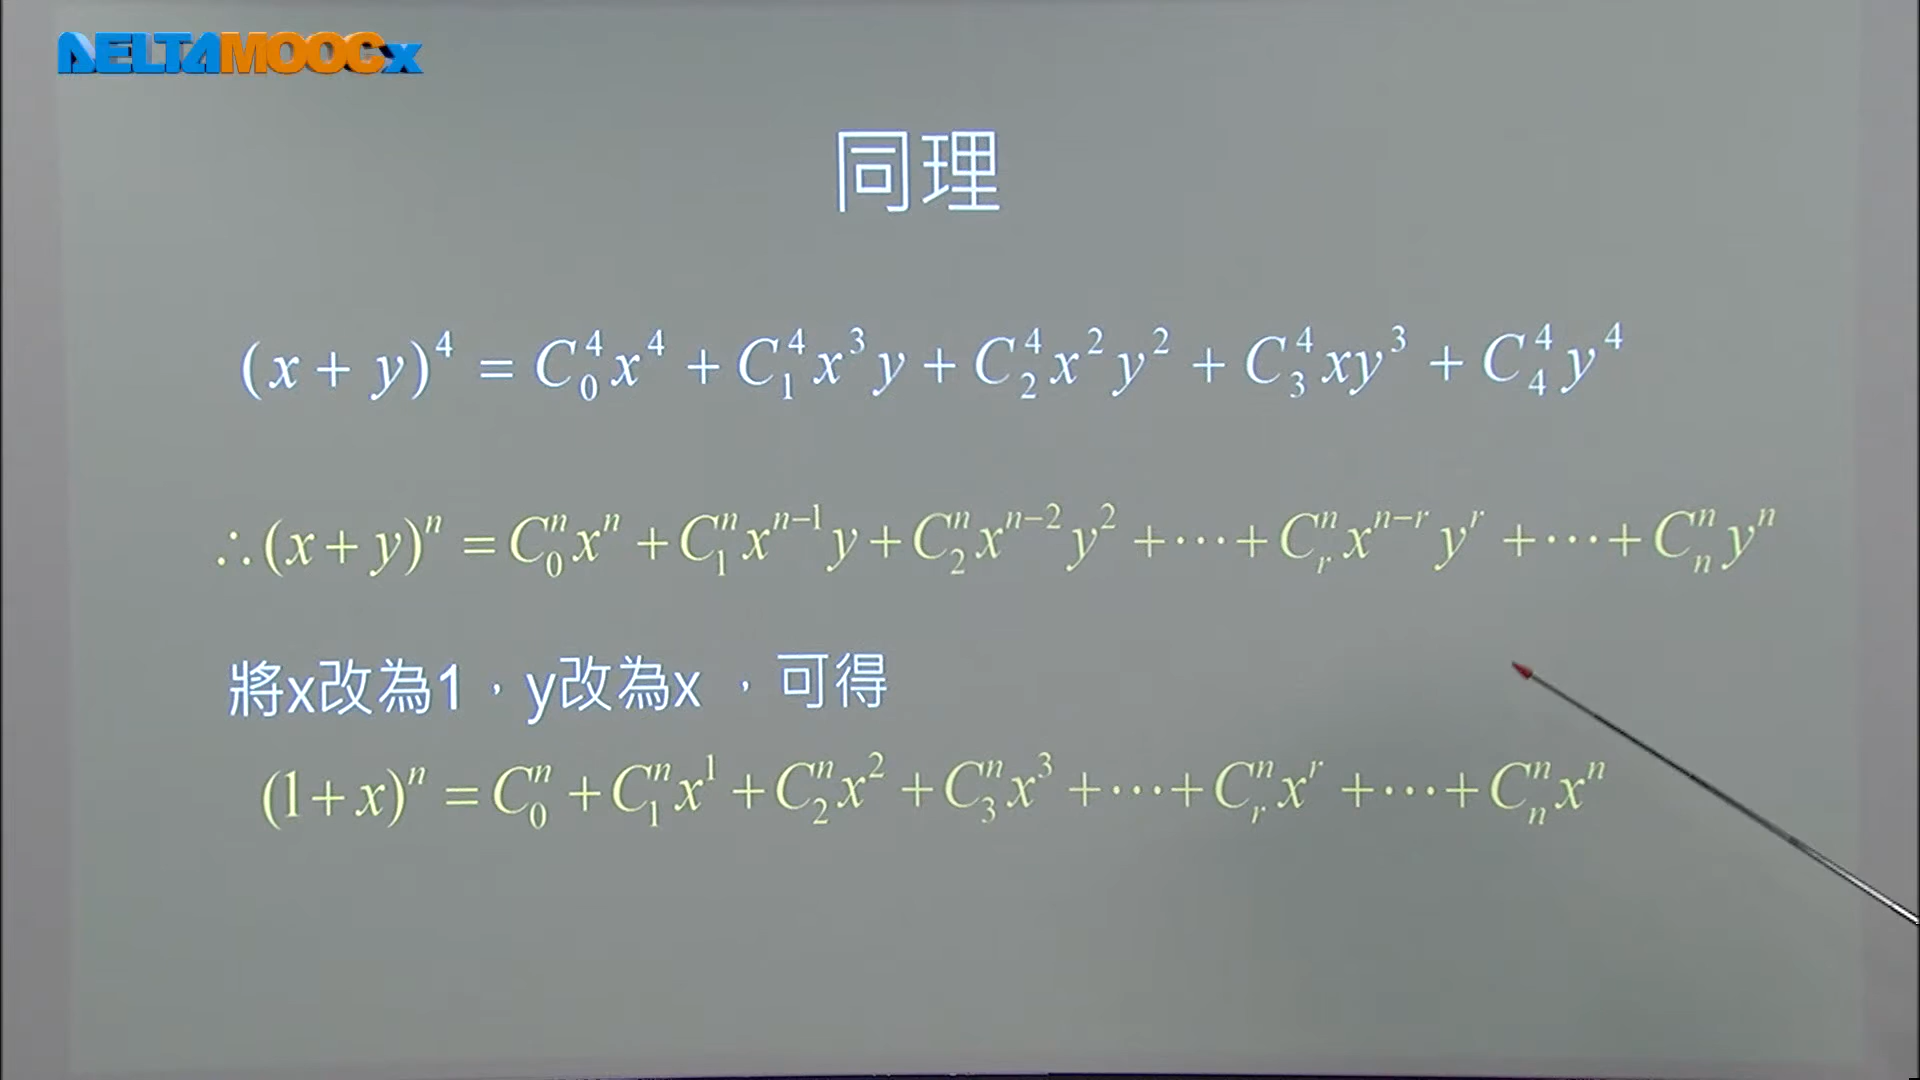 DELTAMOOCx
同理
(x + y)⁴ = C₀⁴x⁴ + C₁⁴x³y + C₂⁴x²y² + C₃⁴xy³ + C₄⁴y⁴
∴(x + y)ⁿ = C₀ⁿxⁿ + C₁ⁿxⁿ⁻¹y + C₂ⁿxⁿ⁻²y² + ⋯ + Cᵣⁿxⁿ⁻ʳyʳ + ⋯ + Cₙⁿyⁿ
將x改為1，y改為x ，可得
(1 + x)ⁿ = C₀ⁿ + C₁ⁿx¹ + C₂ⁿx² + C₃ⁿx³ + ⋯ + Cᵣⁿxʳ + ⋯ + Cₙⁿxⁿ